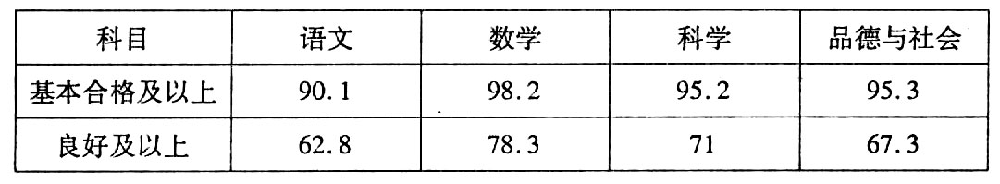 科目 语文 数学 科学 品德与社会
基本合格及以上 90.1 98.2 95.2 95.3
良好及以上 62.8 78.3 71 67.3